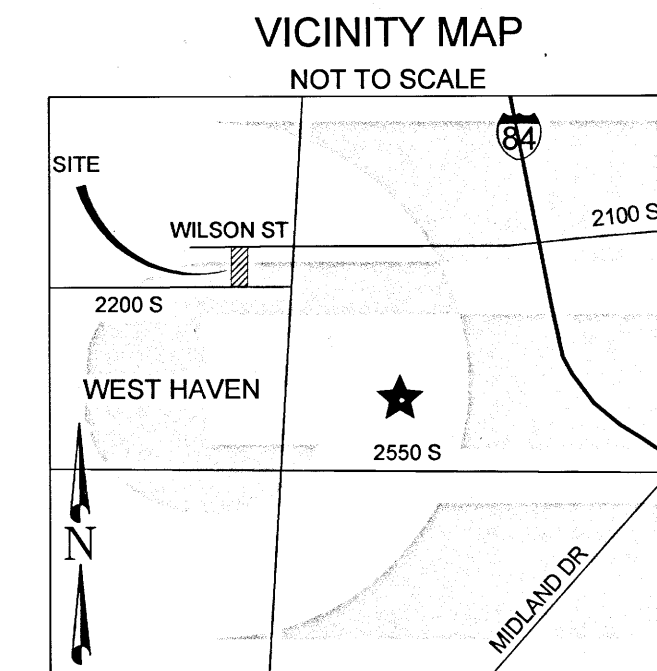 VICINITY MAP
NOT TO SCALE
84
SITE
2100 S
WILSON ST
2200 S
WEST HAVEN
2550 S
N
MIDLAND DR